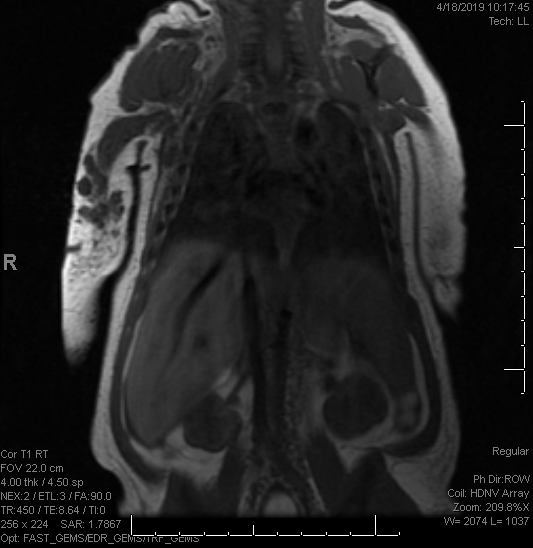 4/18/2019 10:17:45
Tech: LL
R
Cor T1 RT
FOV 22.0 cm
4.00 thk / 4.50 sp
NEX:2 / ETL:3 / FA:90.0
TR:450 / TE:8.64 / TI:0
256 x 224 SAR: 1.7867
Opt: FAST_GEMS/EDR_GEMS/TRF_GEMS
Regular
Ph Dir:ROW
Coil: HDNV Array
Zoom: 209.8%
W= 2074 L= 1037